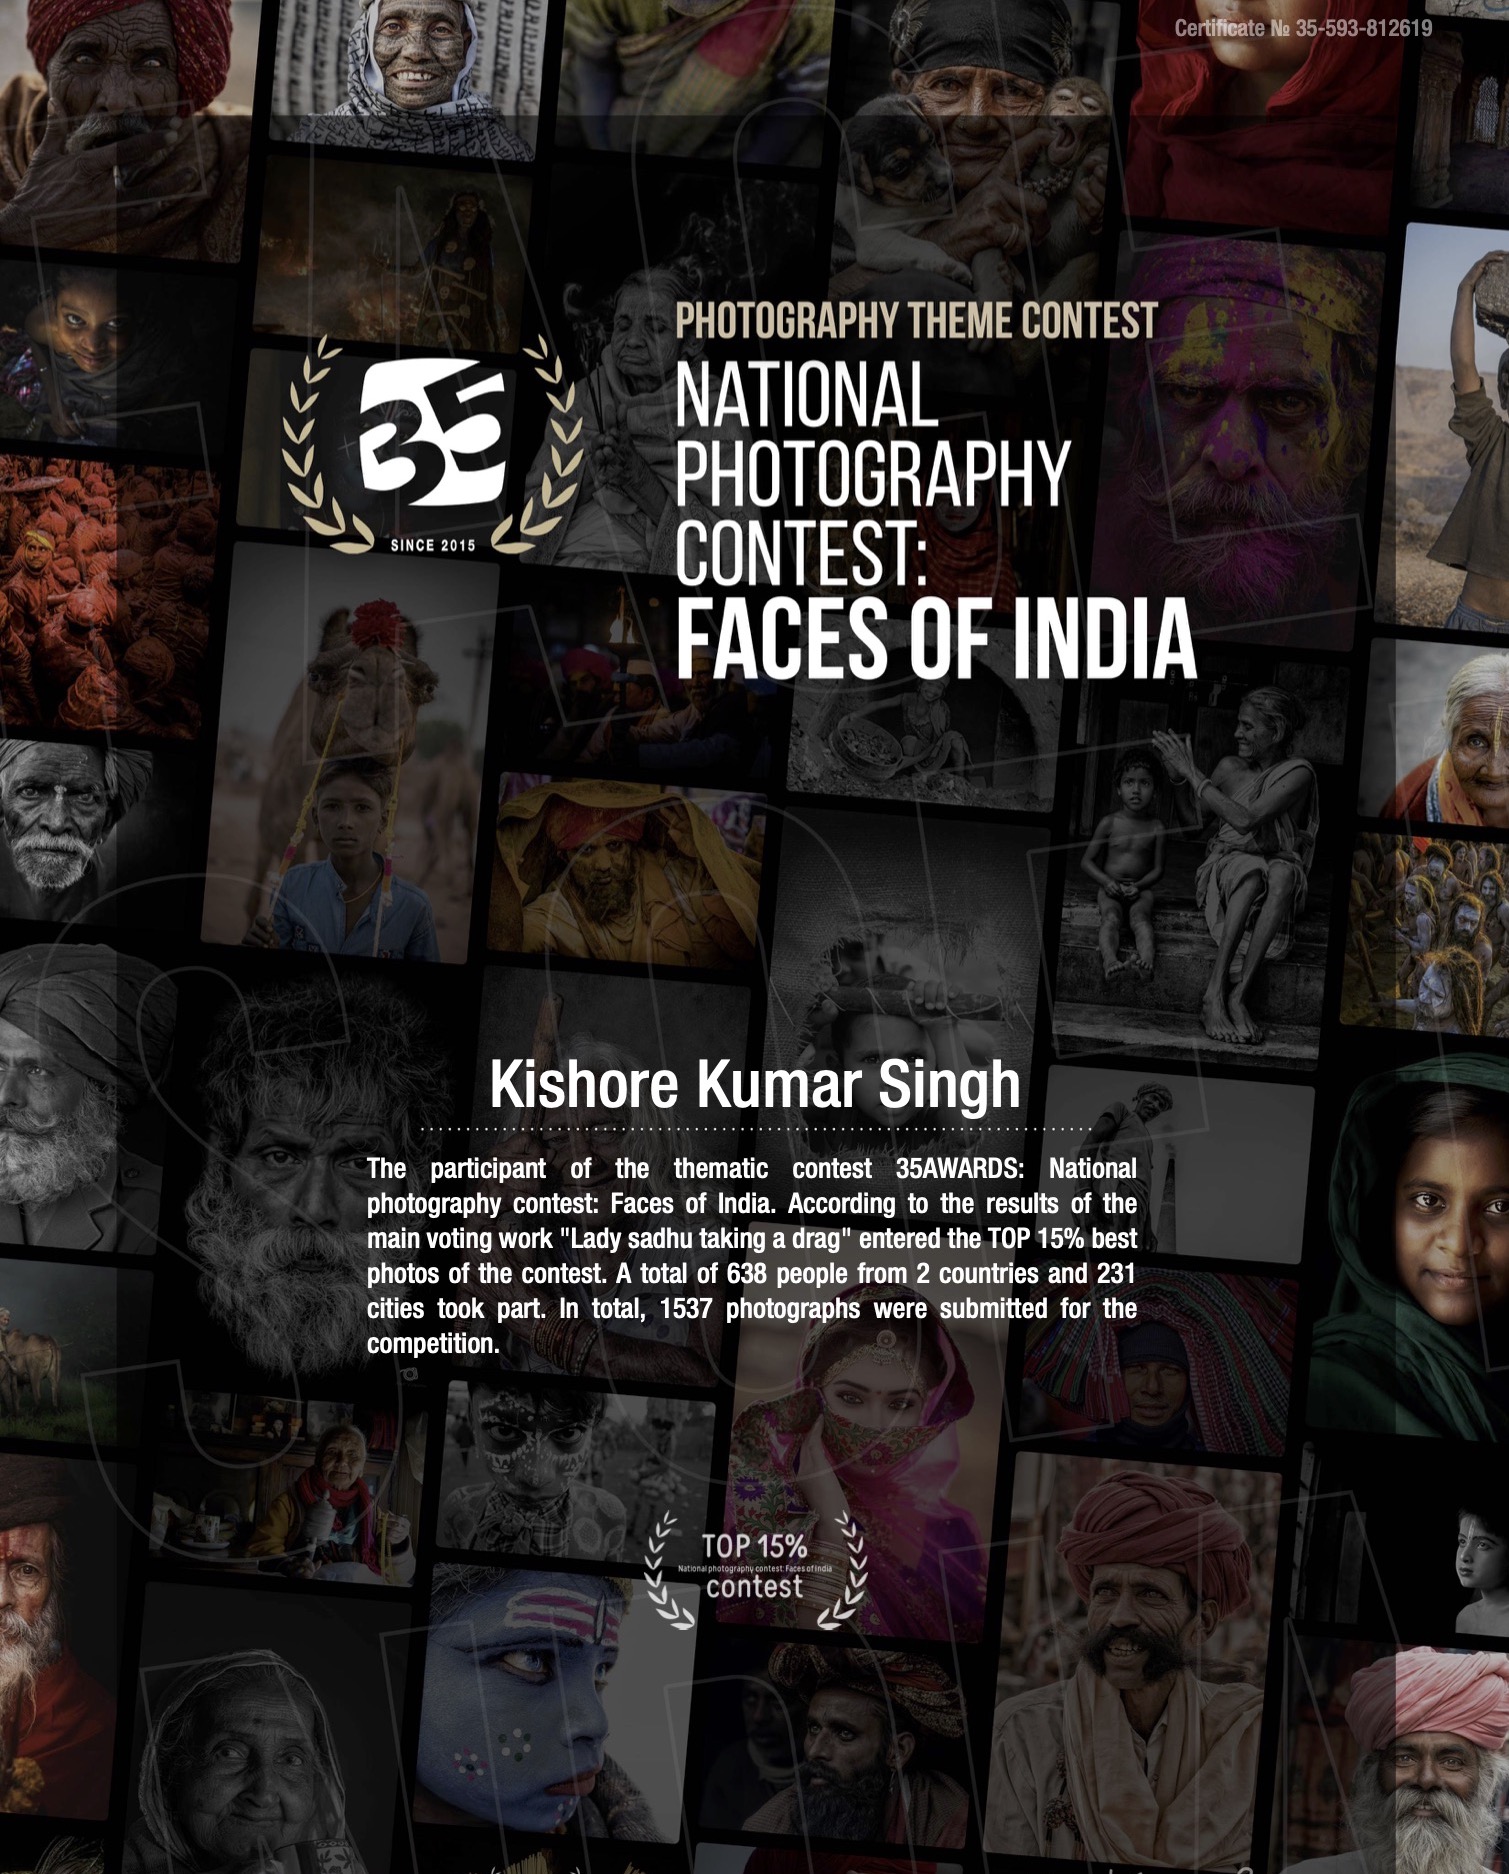 Certificate № 35-593-812619
PHOTOGRAPHY THEME CONTEST
NATIONAL
PHOTOGRAPHY
CONTEST:
FACES OF INDIA
35
SINCE 2015
Kishore Kumar Singh
The participant of the thematic contest 35AWARDS: National
photography contest: Faces of India. According to the results of the
main voting work "Lady sadhu taking a drag" entered the TOP 15% best
photos of the contest. A total of 638 people from 2 countries and 231
cities took part. In total, 1537 photographs were submitted for the
competition.
TOP 15%
National photography contest: Faces of India
contest